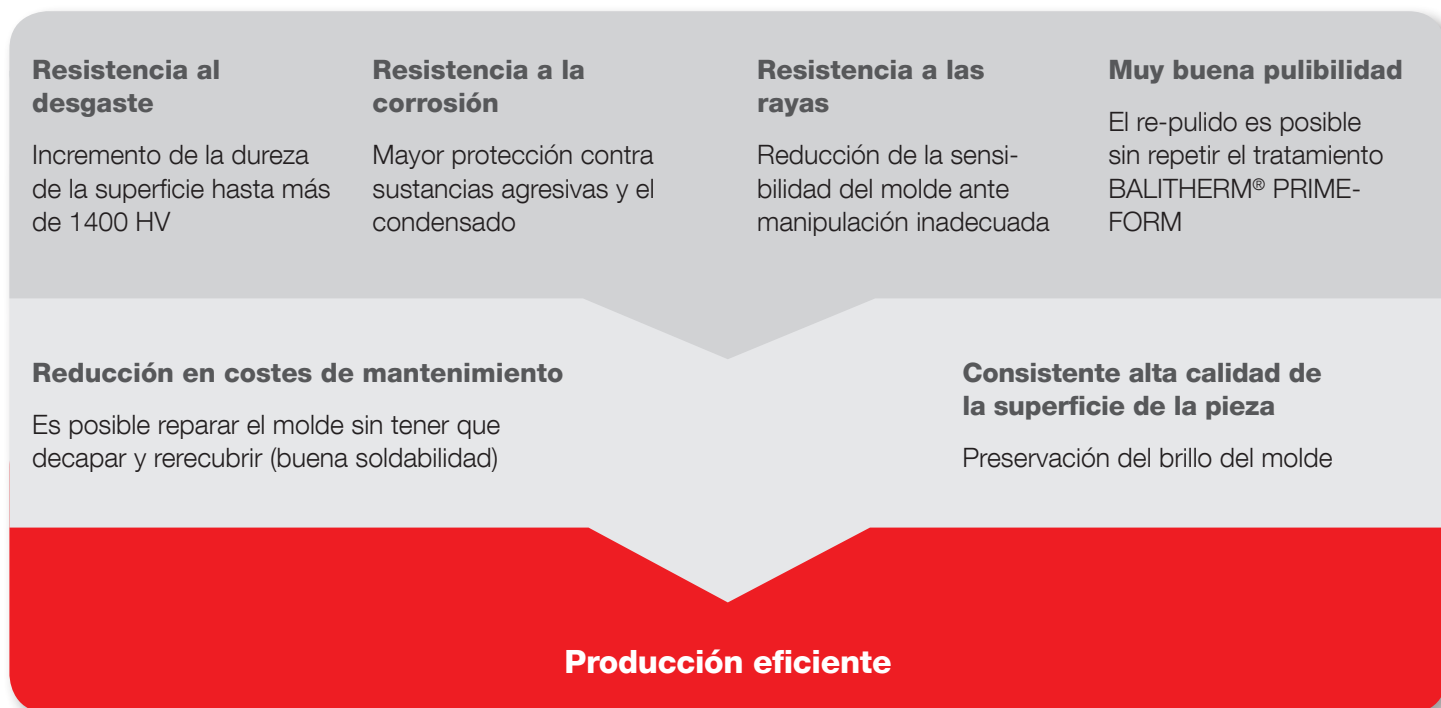 Resistencia al
desgaste
Incremento de la dureza
de la superficie hasta más
de 1400 HV
Resistencia a la
corrosión
Mayor protección contra
sustancias agresivas y el
condensado
Resistencia a las
rayas
Reducción de la sensi-
bilidad del molde ante
manipulación inadecuada
Muy buena pulibilidad
El re-pulido es posible
sin repetir el tratamiento
BALITHERM® PRIME-
FORM
Reducción en costes de mantenimiento
Es posible reparar el molde sin tener que
decapar y rerecubrir (buena soldabilidad)
Consistente alta calidad de
la superficie de la pieza
Preservación del brillo del molde
Producción eficiente